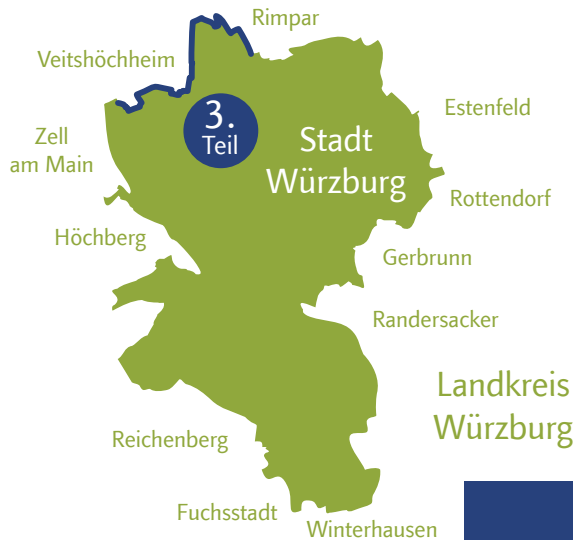 Rimpar
Veitshöchheim
Estenfeld
3.
Teil
Stadt
Würzburg
Zell
am Main
Rottendorf
Höchberg
Gerbrunn
Randersacker
Landkreis
Würzburg
Reichenberg
Fuchsstadt
Winterhausen